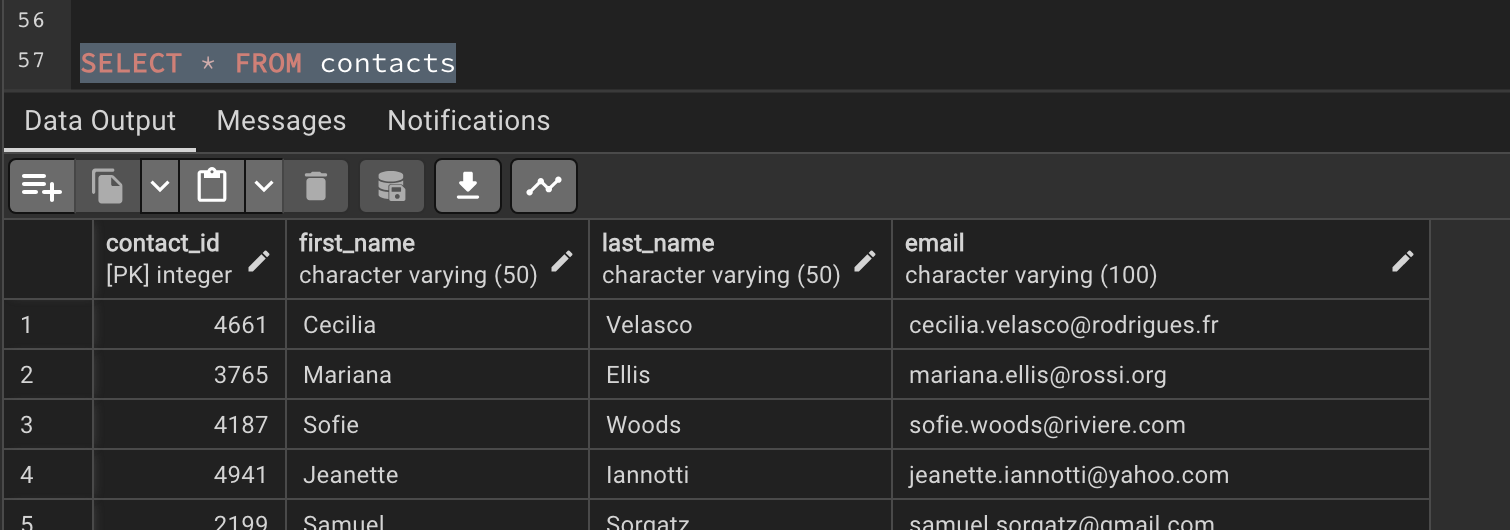 56
57 SELECT * FROM contacts
Data Output Messages Notifications
contact_id first_name last_name email
[PK] integer character varying (50) character varying (50) character varying (100)
1 4661 Cecilia Velasco cecilia.velasco@rodrigues.fr
2 3765 Mariana Ellis mariana.ellis@rossi.org
3 4187 Sofie Woods sofie.woods@riviere.com
4 4941 Jeanette Iannotti jeanette.iannotti@yahoo.com
5 2199 Samuel Sorgatz samuel.sorgatz@gmail.com